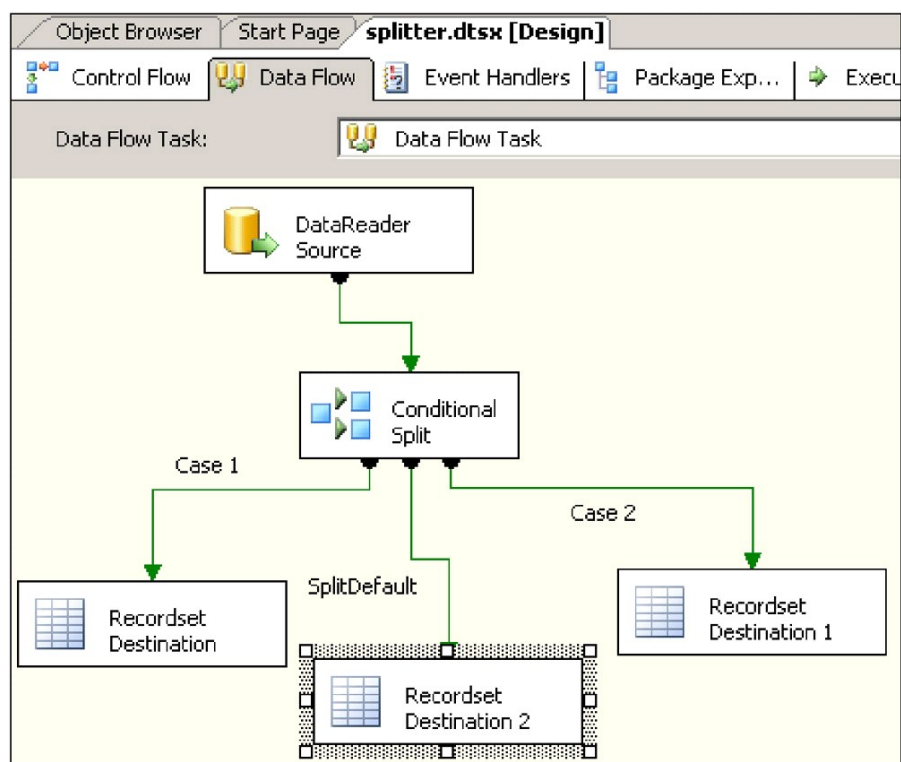 Object Browser Start Page splitter.dtsx [Design]
Control Flow Data Flow Event Handlers Package Exp... Execu
Data Flow Task: Data Flow Task
DataReader
Source
Conditional
Split
Case 1
Case 2
SplitDefault
Recordset
Destination
Recordset
Destination 1
Recordset
Destination 2